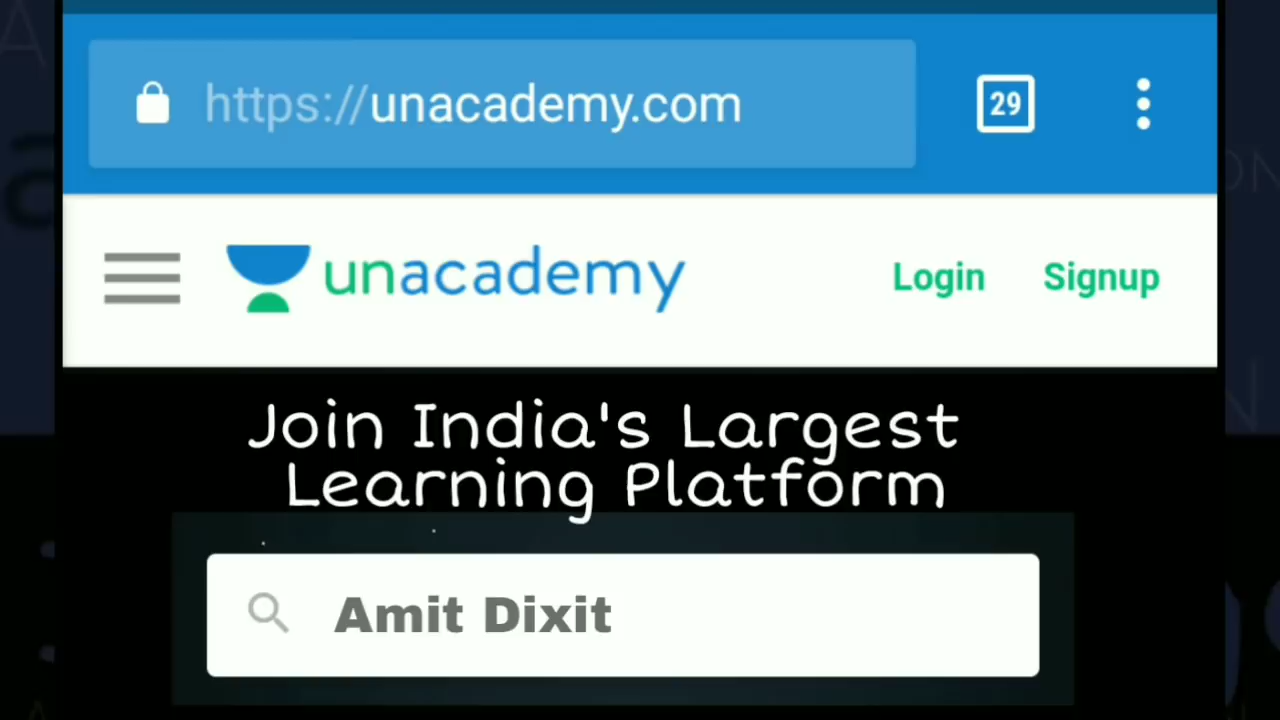 https://unacademy.com 29
unacademy Login Signup
Join India's Largest
Learning Platform
Amit Dixit